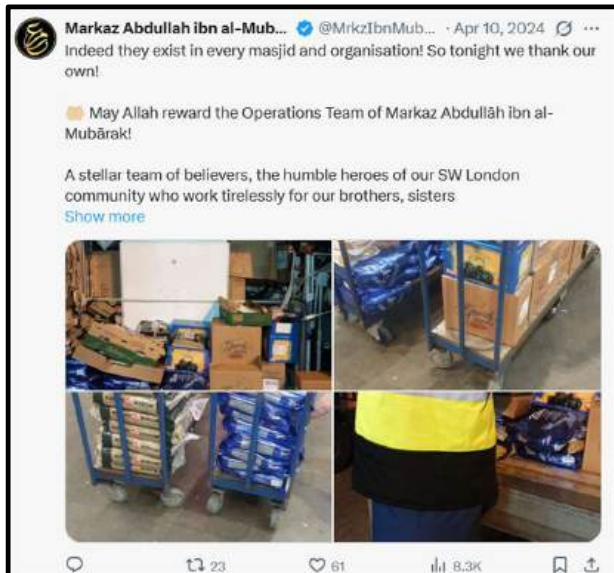 Markaz Abdullah ibn al-Mub... @MrkzIbnMub... · Apr 10, 2024
Indeed they exist in every masjid and organisation! So tonight we thank our
own!
May Allah reward the Operations Team of Markaz Abdullāh ibn al-
Mubārak!
A stellar team of believers, the humble heroes of our SW London
community who work tirelessly for our brothers, sisters
Show more
23 61 8.3K